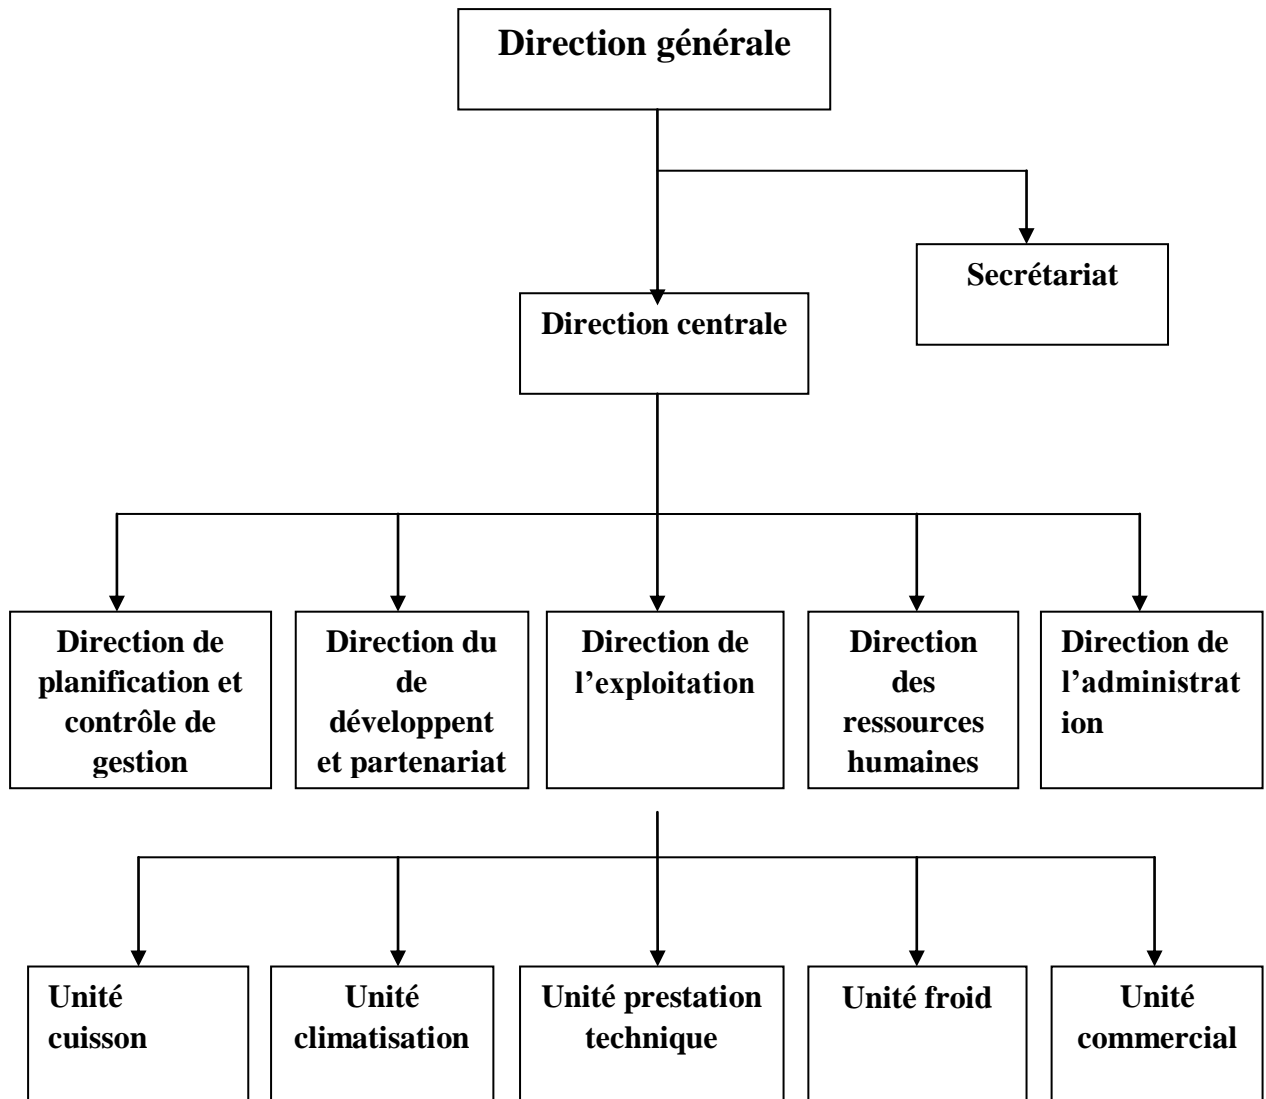 Direction générale
Secrétariat
Direction centrale
Direction de
planification et
contrôle de
gestion
Direction du
de
développent
et partenariat
Direction de
l'exploitation
Direction
des
ressources
humaines
Direction de
l'administrat
ion
Unité
cuisson
Unité
climatisation
Unité prestation
technique
Unité froid
Unité
commercial